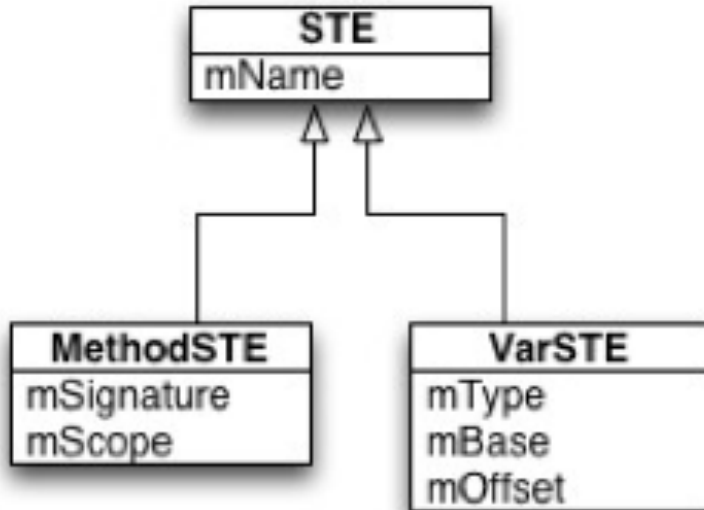 STE
mName
MethodSTE
mSignature
mScope
VarSTE
mType
mBase
mOffset